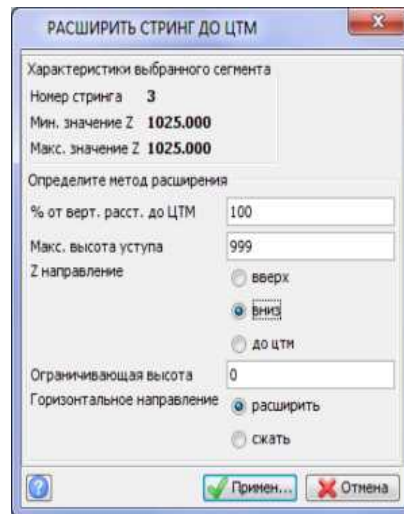 РАСШИРИТЬ СТРИНГ ДО ЦТМ
Характеристики выбранного сегмента
Номер стринга 3
Мин. значение Z 1025.000
Макс. значение Z 1025.000
Определите метод расширения
% от верт. расст. до ЦТМ 100
Макс. высота уступа 999
Z направление
вверх
вниз
до цтм
Ограничивающая высота 0
Горизонтальное направление
расширить
сжать
Примен... Отмена